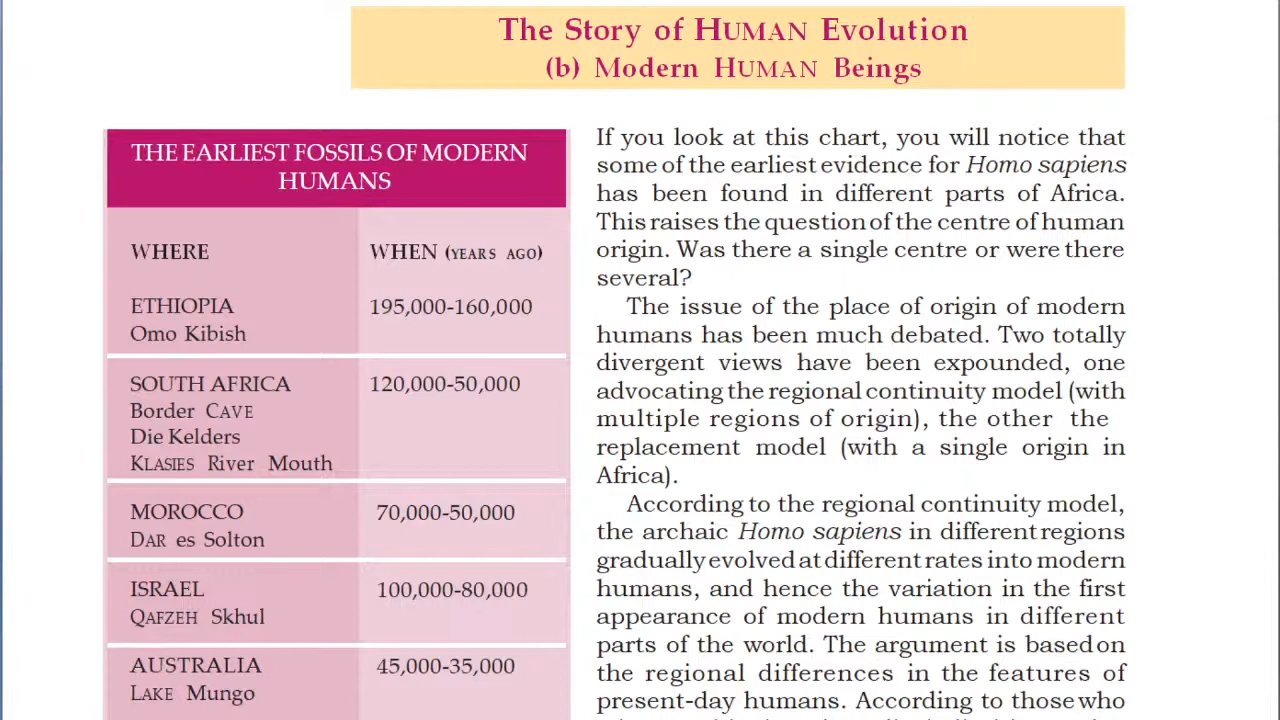 The Story of HUMAN Evolution
(b) Modern HUMAN Beings
THE EARLIEST FOSSILS OF MODERN
HUMANS
WHERE WHEN (YEARS AGO)
ETHIOPIA 195,000-160,000
Omo Kibish
SOUTH AFRICA 120,000-50,000
Border CAVE
Die Kelders
KLASIES River Mouth
MOROCCO 70,000-50,000
DAR es Solton
ISRAEL 100,000-80,000
QAFZEH Skhul
AUSTRALIA 45,000-35,000
LAKE Mungo
If you look at this chart, you will notice that
some of the earliest evidence for Homo sapiens
has been found in different parts of Africa.
This raises the question of the centre of human
origin. Was there a single centre or were there
several?
The issue of the place of origin of modern
humans has been much debated. Two totally
divergent views have been expounded, one
advocating the regional continuity model (with
multiple regions of origin), the other the
replacement model (with a single origin in
Africa).
According to the regional continuity model,
the archaic Homo sapiens in different regions
gradually evolved at different rates into modern
humans, and hence the variation in the first
appearance of modern humans in different
parts of the world. The argument is based on
the regional differences in the features of
present-day humans. According to those who